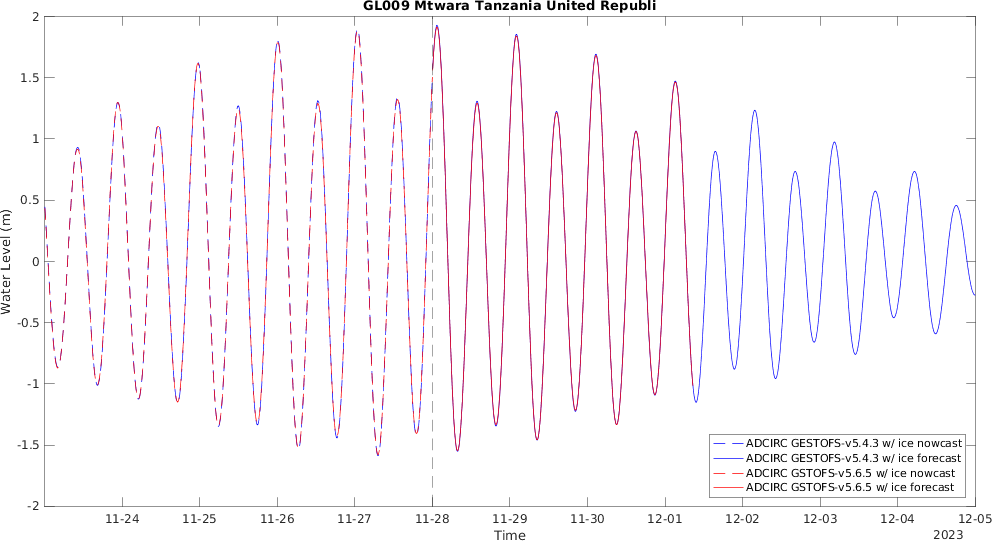 GL009 Mtwara Tanzania United Republi
2
1.5
1
0.5
0
-0.5
-1
-1.5
-2
Water Level (m)
11-24 11-25 11-26 11-27 11-28 11-29 11-30 12-01 12-02 12-03 12-04 12-05
Time
2023
ADCIRC GESTOFS-v5.4.3 w/ ice nowcast
ADCIRC GESTOFS-v5.4.3 w/ ice forecast
ADCIRC GSTOFS-v5.6.5 w/ ice nowcast
ADCIRC GSTOFS-v5.6.5 w/ ice forecast